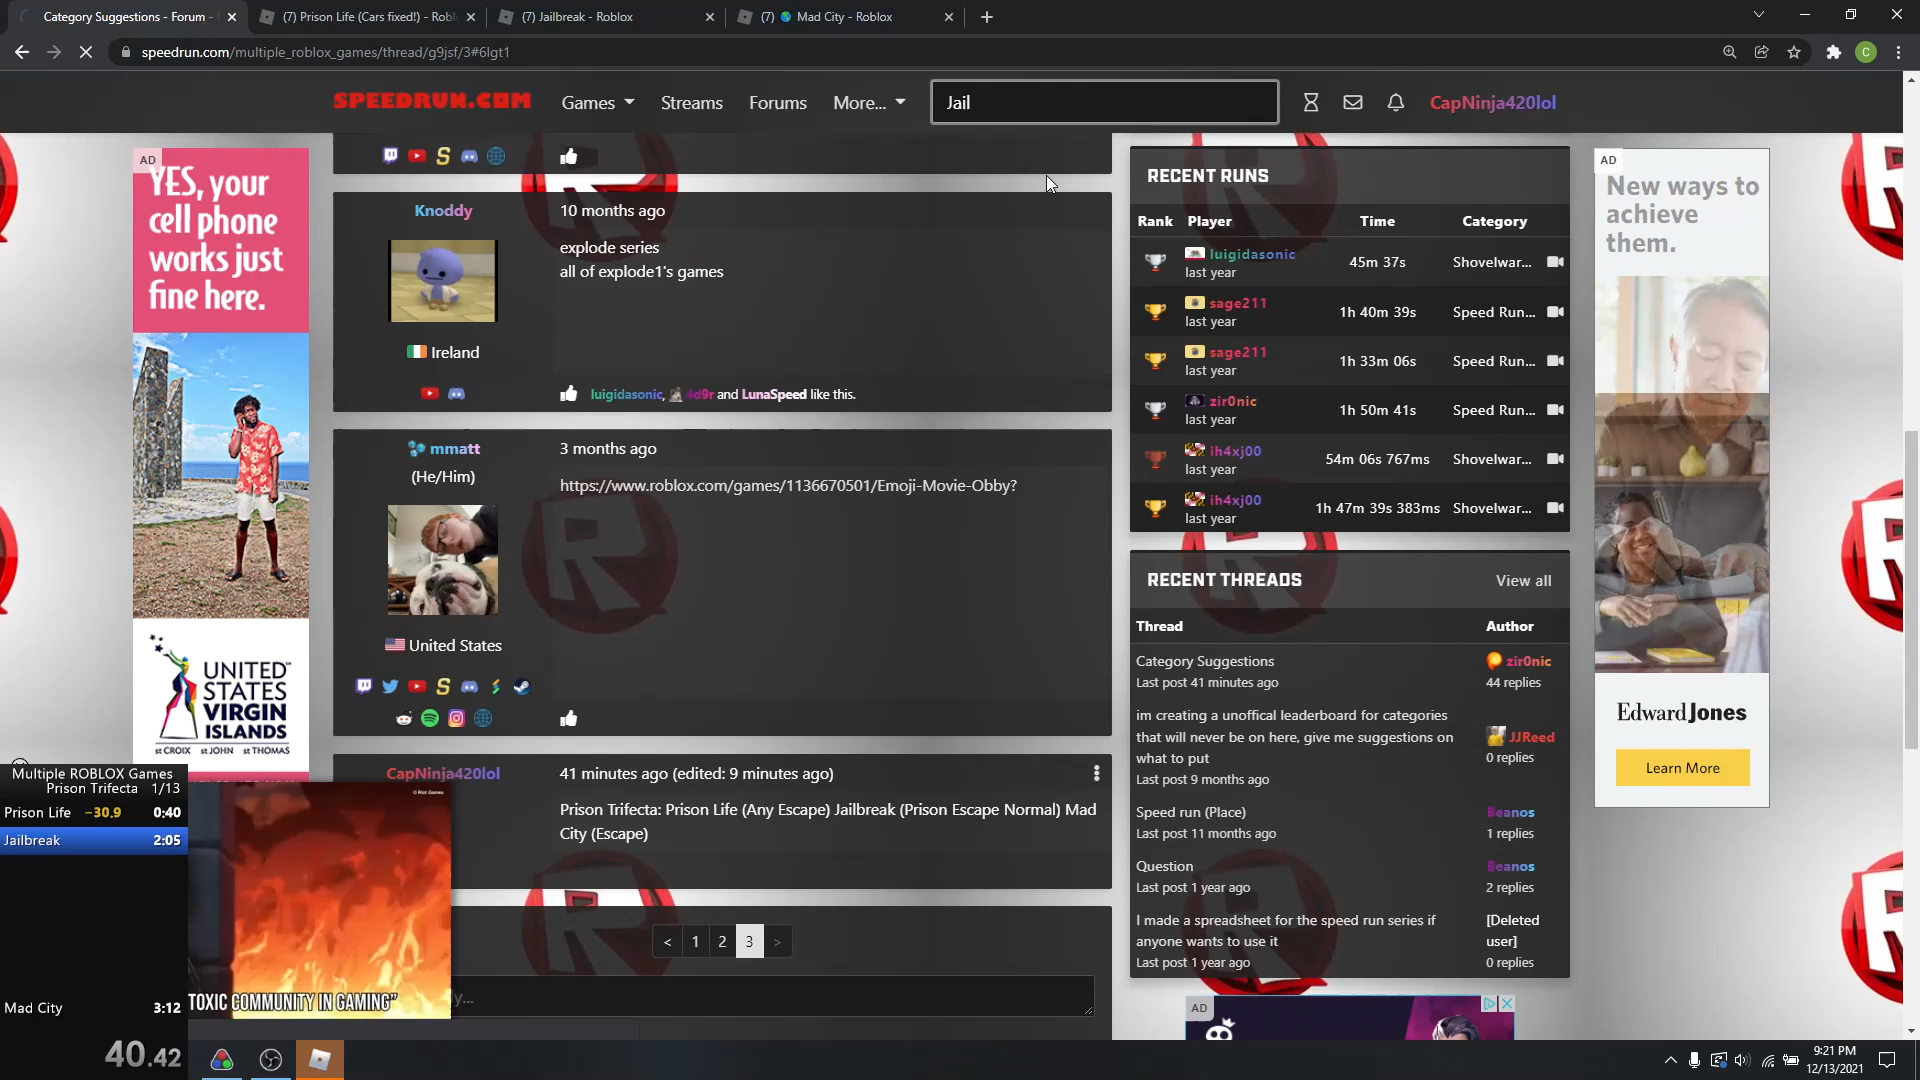 Category Suggestions - Forum -
(7) Prison Life (Cars fixed!) - Robl
(7) Jailbreak - Roblox
(7) Mad City - Roblox
speedrun.com/multiple_roblox_games/thread/g9jsf/3#6lgt1
C
SPEEDRUN.COM
Games
Streams
Forums
More...
Jail
CapNinja420lol
AD
YES, your
cell phone
works just
fine here.
UNITED
STATES
VIRGIN
ISLANDS
st CROIX st JOHN st THOMAS
Knoddy
10 months ago
explode series
all of explode1's games
Ireland
luigidasonic, 4d9r and LunaSpeed like this.
mmatt
(He/Him)
3 months ago
https://www.roblox.com/games/1136670501/Emoji-Movie-Obby?
United States
CapNinja420lol
41 minutes ago (edited: 9 minutes ago)
Prison Trifecta: Prison Life (Any Escape) Jailbreak (Prison Escape Normal) Mad
City (Escape)
< 1 2 3 >
y...
RECENT RUNS
Rank Player Time Category
luigidasonic
last year
45m 37s
Shovelwar...
sage211
last year
1h 40m 39s
Speed Run...
sage211
last year
1h 33m 06s
Speed Run...
zir0nic
last year
1h 50m 41s
Speed Run...
ih4xj00
last year
54m 06s 767ms
Shovelwar...
ih4xj00
last year
1h 47m 39s 383ms
Shovelwar...
RECENT THREADS
View all
Thread Author
Category Suggestions
Last post 41 minutes ago
zir0nic
44 replies
im creating a unoffical leaderboard for categories
that will never be on here, give me suggestions on
what to put
Last post 9 months ago
JJReed
0 replies
Speed run (Place)
Last post 11 months ago
Beanos
1 replies
Question
Last post 1 year ago
Beanos
2 replies
I made a spreadsheet for the speed run series if
anyone wants to use it
Last post 1 year ago
[Deleted
user]
0 replies
AD
AD
New ways to
achieve
them.
Edward Jones
Learn More
Multiple ROBLOX Games
Prison Trifecta 1/13
Prison Life −30.9 0:40
Jailbreak 2:05
Mad City 3:12
40.42
© Riot Games
TOXIC COMMUNITY IN GAMING"
9:21 PM
12/13/2021